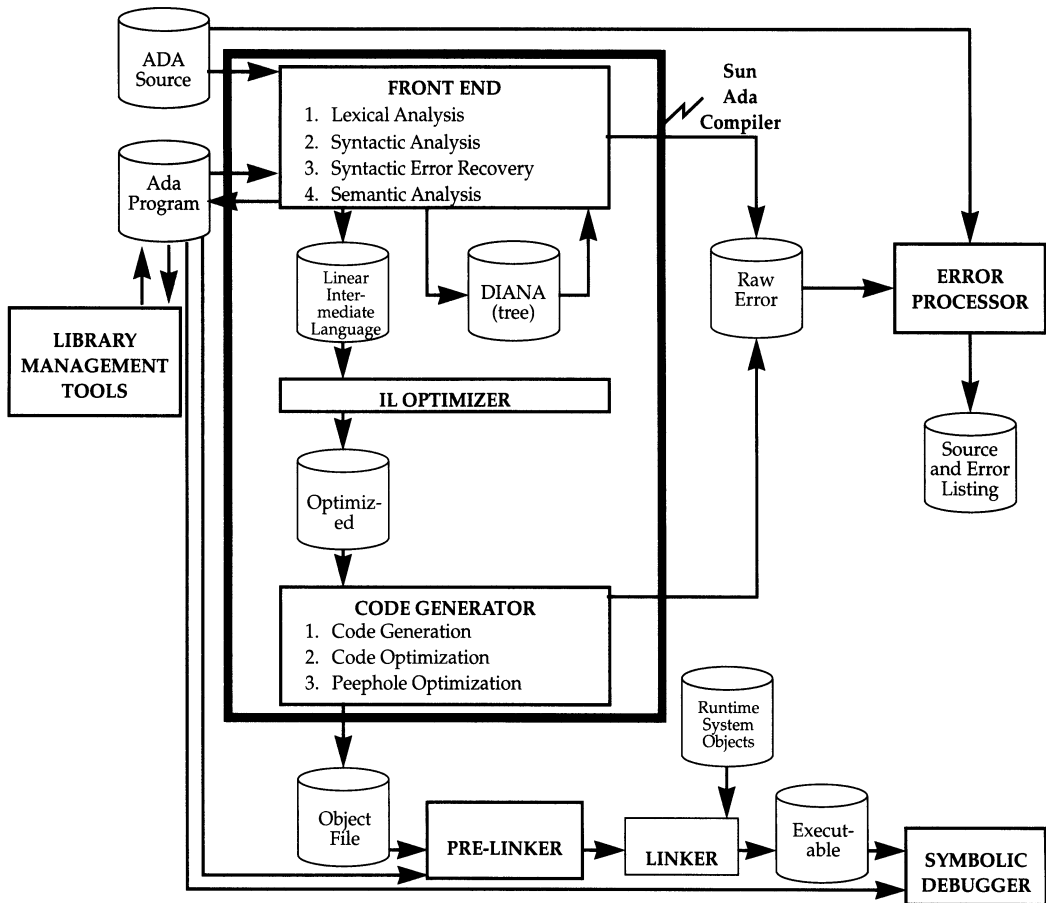 ADA
Source
FRONT END
1. Lexical Analysis
2. Syntactic Analysis
3. Syntactic Error Recovery
4. Semantic Analysis
Sun
Ada
Compiler
Ada
Program
Linear
Inter-
mediate
Language
DIANA
(tree)
Raw
Error
ERROR
PROCESSOR
LIBRARY
MANAGEMENT
TOOLS
IL OPTIMIZER
Source
and Error
Listing
Optimiz-
ed
CODE GENERATOR
1. Code Generation
2. Code Optimization
3. Peephole Optimization
Runtime
System
Objects
Object
File
PRE-LINKER
LINKER
Execut-
able
SYMBOLIC
DEBUGGER